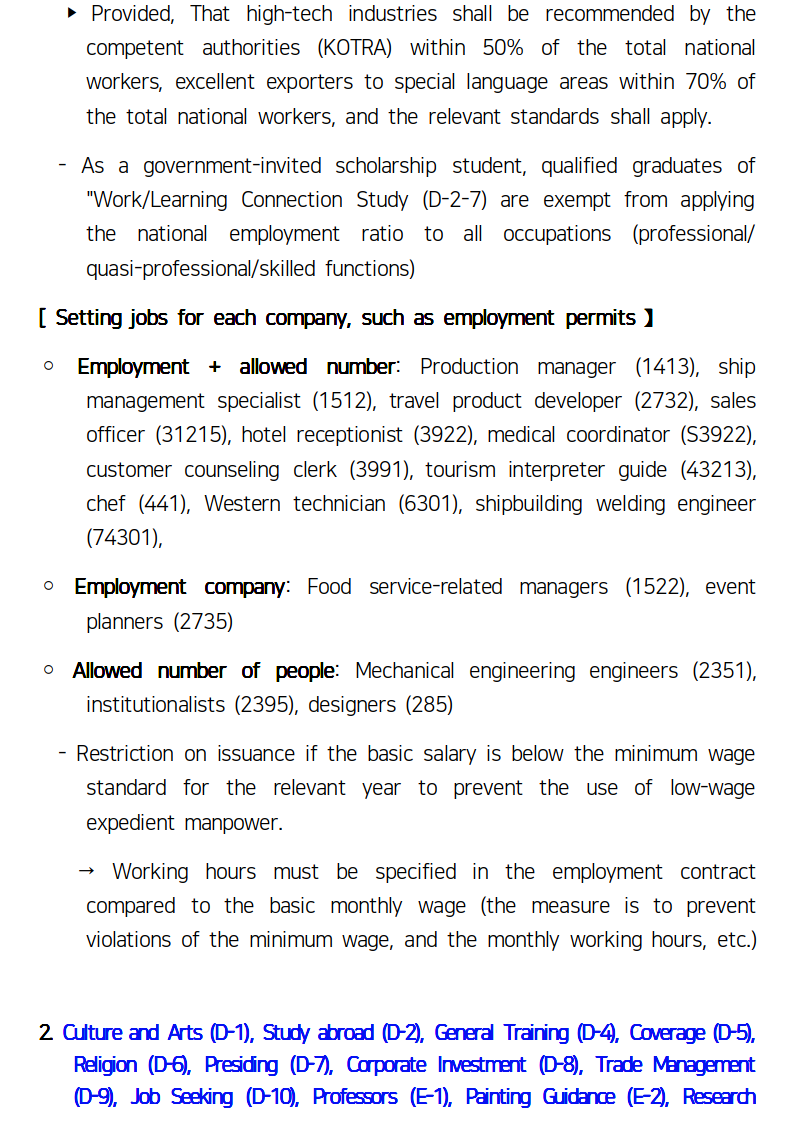 ▶ Provided, That high-tech industries shall be recommended by the
competent authorities (KOTRA) within 50% of the total national
workers, excellent exporters to special language areas within 70% of
the total national workers, and the relevant standards shall apply.
- As a government-invited scholarship student, qualified graduates of
"Work/Learning Connection Study (D-2-7) are exempt from applying
the national employment ratio to all occupations (professional/
quasi-professional/skilled functions)
[ Setting jobs for each company, such as employment permits 】
○ Employment + allowed number: Production manager (1413), ship
management specialist (1512), travel product developer (2732), sales
officer (31215), hotel receptionist (3922), medical coordinator (S3922),
customer counseling clerk (3991), tourism interpreter guide (43213),
chef (441), Western technician (6301), shipbuilding welding engineer
(74301),
○ Employment company: Food service-related managers (1522), event
planners (2735)
○ Allowed number of people: Mechanical engineering engineers (2351),
institutionalists (2395), designers (285)
- Restriction on issuance if the basic salary is below the minimum wage
standard for the relevant year to prevent the use of low-wage
expedient manpower.
→ Working hours must be specified in the employment contract
compared to the basic monthly wage (the measure is to prevent
violations of the minimum wage, and the monthly working hours, etc.)
2. Culture and Arts (D-1), Study abroad (D-2), General Training (D-4), Coverage (D-5),
Religion (D-6), Presiding (D-7), Corporate Investment (D-8), Trade Management
(D-9), Job Seeking (D-10), Professors (E-1), Painting Guidance (E-2), Research